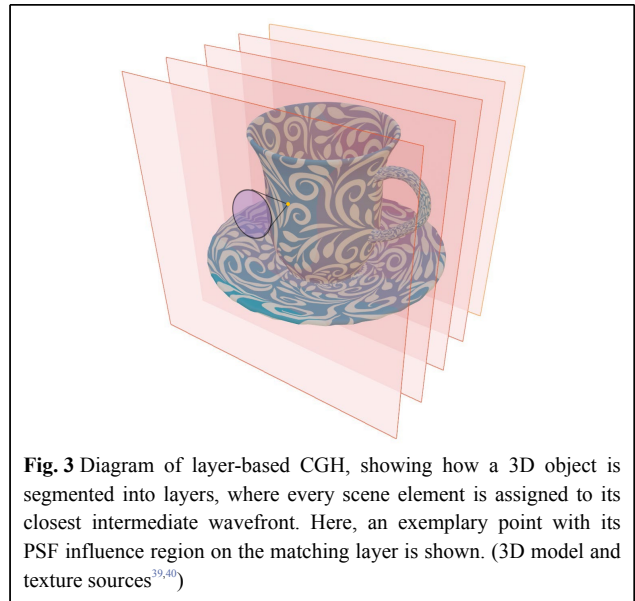 Fig. 3 Diagram of layer-based CGH, showing how a 3D object is
segmented into layers, where every scene element is assigned to its
closest intermediate wavefront. Here, an exemplary point with its
PSF influence region on the matching layer is shown. (3D model and
texture sources39,40)